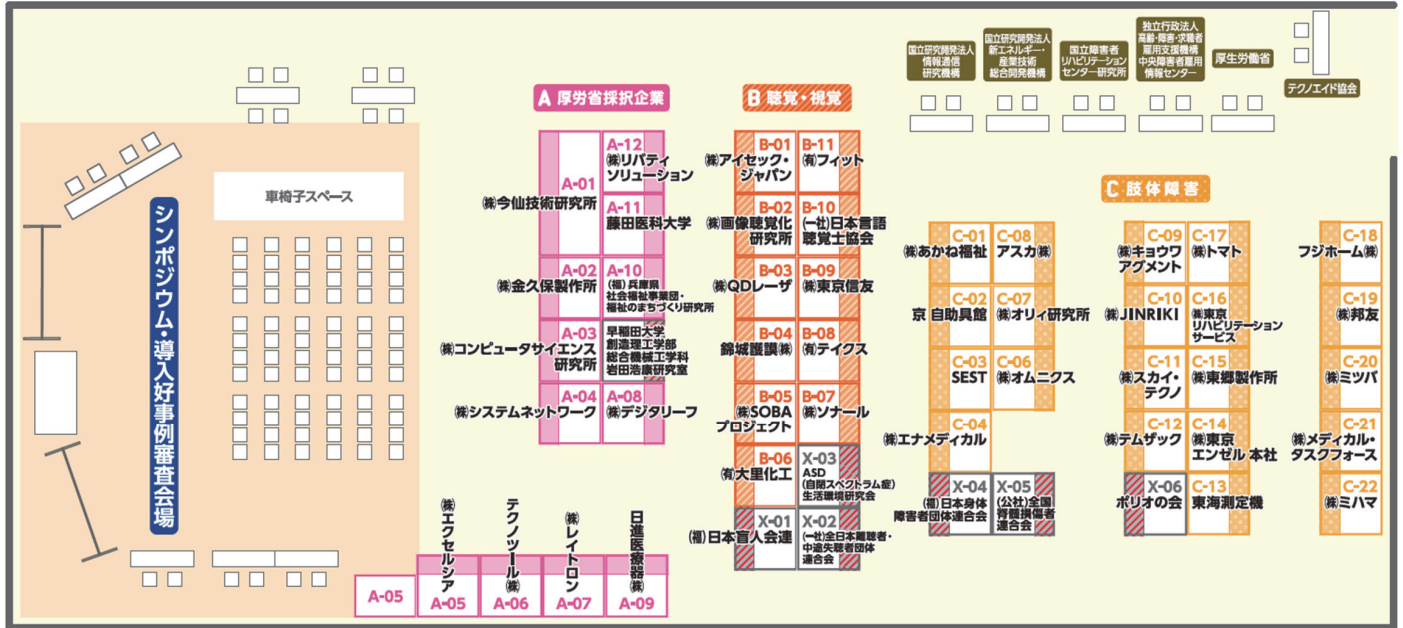 国立研究開発法人
情報通信
研究機構
国立研究開発法人
新エネルギー・
産業技術
総合開発機構
国立障害者
リハビリテーション
センター研究所
独立行政法人
高齢・障害・求職者
雇用支援機構
中央障害者雇用
情報センター
厚生労働省
テクノエイド協会
シンポジウム・導入好事例審査会場
車椅子スペース
A 厚労省採択企業
A-01
㈱今仙技術研究所
A-12
㈱リバティ
ソリューション
A-11
藤田医科大学
A-02
㈱金久保製作所
A-10
(福)兵庫県
社会福祉事業団・
福祉のまちづくり研究所
A-03
㈱コンピュータサイエンス
研究所
早稲田大学
創造理工学部
総合機械工学科
岩田浩康研究室
A-04
㈱システムネットワーク
A-08
㈱デジタリーフ
A-05
㈱エクセルシア
A-05
テクノツール㈱
A-06
㈱レイトロン
A-07
日進医療器㈱
A-09
B 聴覚・視覚
B-01
㈱アイセック・
ジャパン
B-11
㈲フィット
B-02
㈱画像聴覚化
研究所
B-10
(一社)日本言語
聴覚士協会
B-03
㈱QDレーザ
B-09
㈱東京信友
B-04
錦城護謨㈱
B-08
㈲テイクス
B-05
㈱SOBA
プロジェクト
B-07
㈱ソナール
B-06
㈲大里化工
X-03
ASD
(自閉スペクトラム症)
生活環境研究会
X-01
(福)日本盲人会連
X-02
(一社)全日本難聴者・
中途失聴者団体
連合会
C 肢体障害
C-01
㈱あかね福祉
C-08
アスカ㈱
C-02
京 自助具館
C-07
㈱オリィ研究所
C-03
SEST
C-06
㈱オムニクス
C-04
㈱エナメディカル
X-04
(福)日本身体
障害者団体連合会
X-05
(公社)全国
脊髄損傷者
連合会
C-09
㈱キョウワ
アグメント
C-17
㈱トマト
C-10
㈱JINRIKI
C-16
㈱東京
リハビリテーション
サービス
C-11
㈱スカイ・
テクノ
C-15
㈱東郷製作所
C-12
㈱テムザック
C-14
㈱東京
エンゼル 本社
X-06
ポリオの会
C-13
東海測定機
C-18
フジホーム㈱
C-19
㈱邦友
C-20
㈱ミツバ
C-21
㈱メディカル・
タスクフォース
C-22
㈱ミハマ